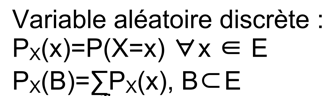 Variable aléatoire discrète :
Pₓ(x)=P(X=x) ∀x ∈ E
Pₓ(B)=∑Pₓ(x), B⊂E